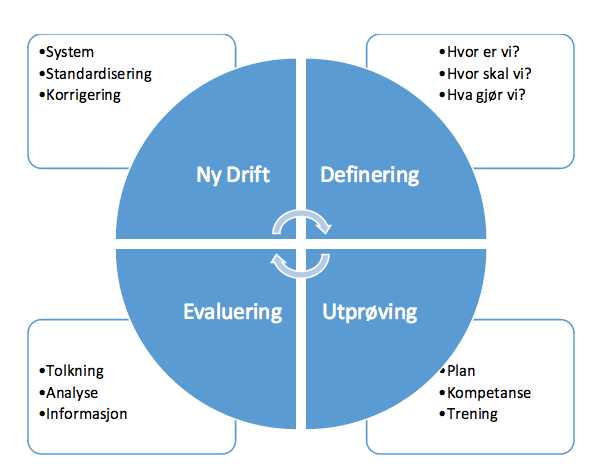 •System
•Standardisering
•Korrigering
•Hvor er vi?
•Hvor skal vi?
•Hva gjør vi?
Ny Drift
Definering
Evaluering
Utprøving
•Tolkning
•Analyse
•Informasjon
•Plan
•Kompetanse
•Trening